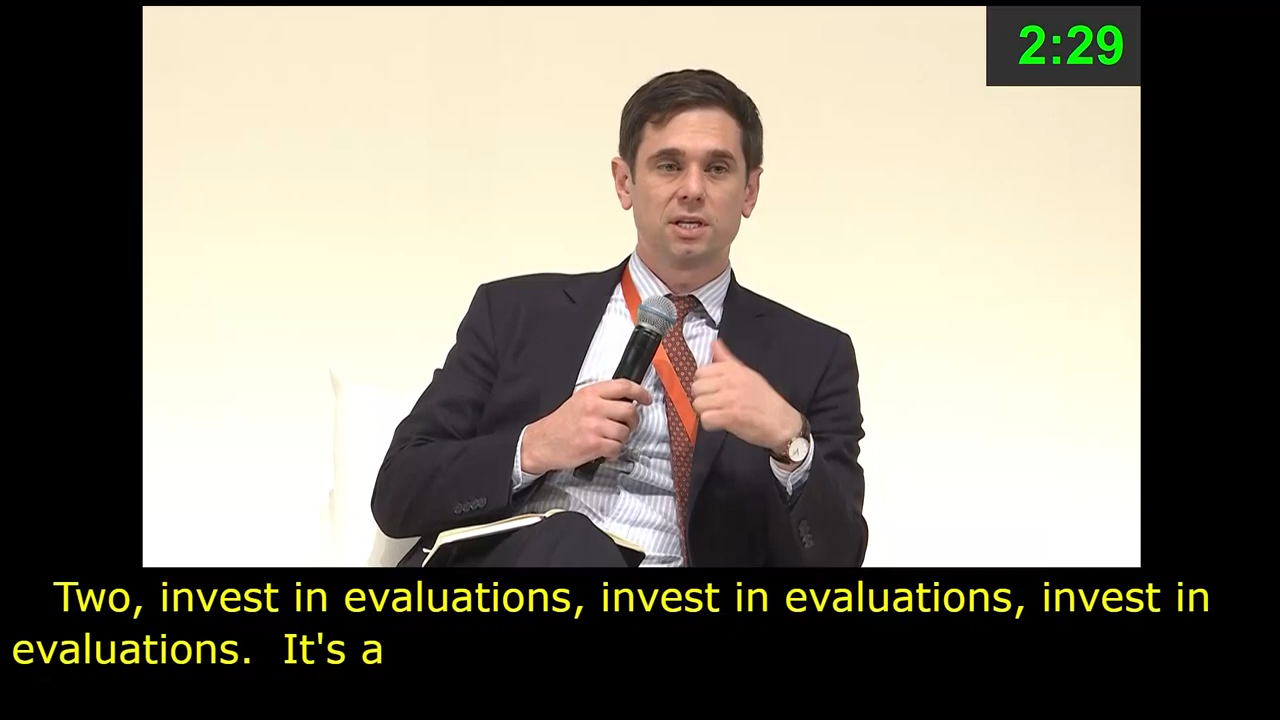 2:29
Two, invest in evaluations, invest in evaluations, invest in
evaluations.  It's a